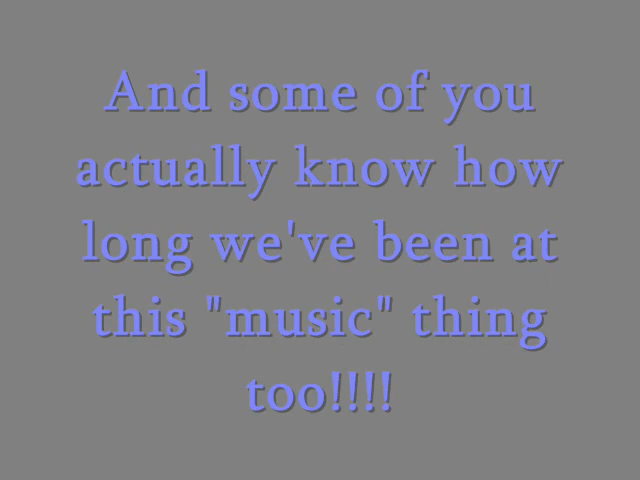 And some of you
actually know how
long we've been at
this "music" thing
too!!!!